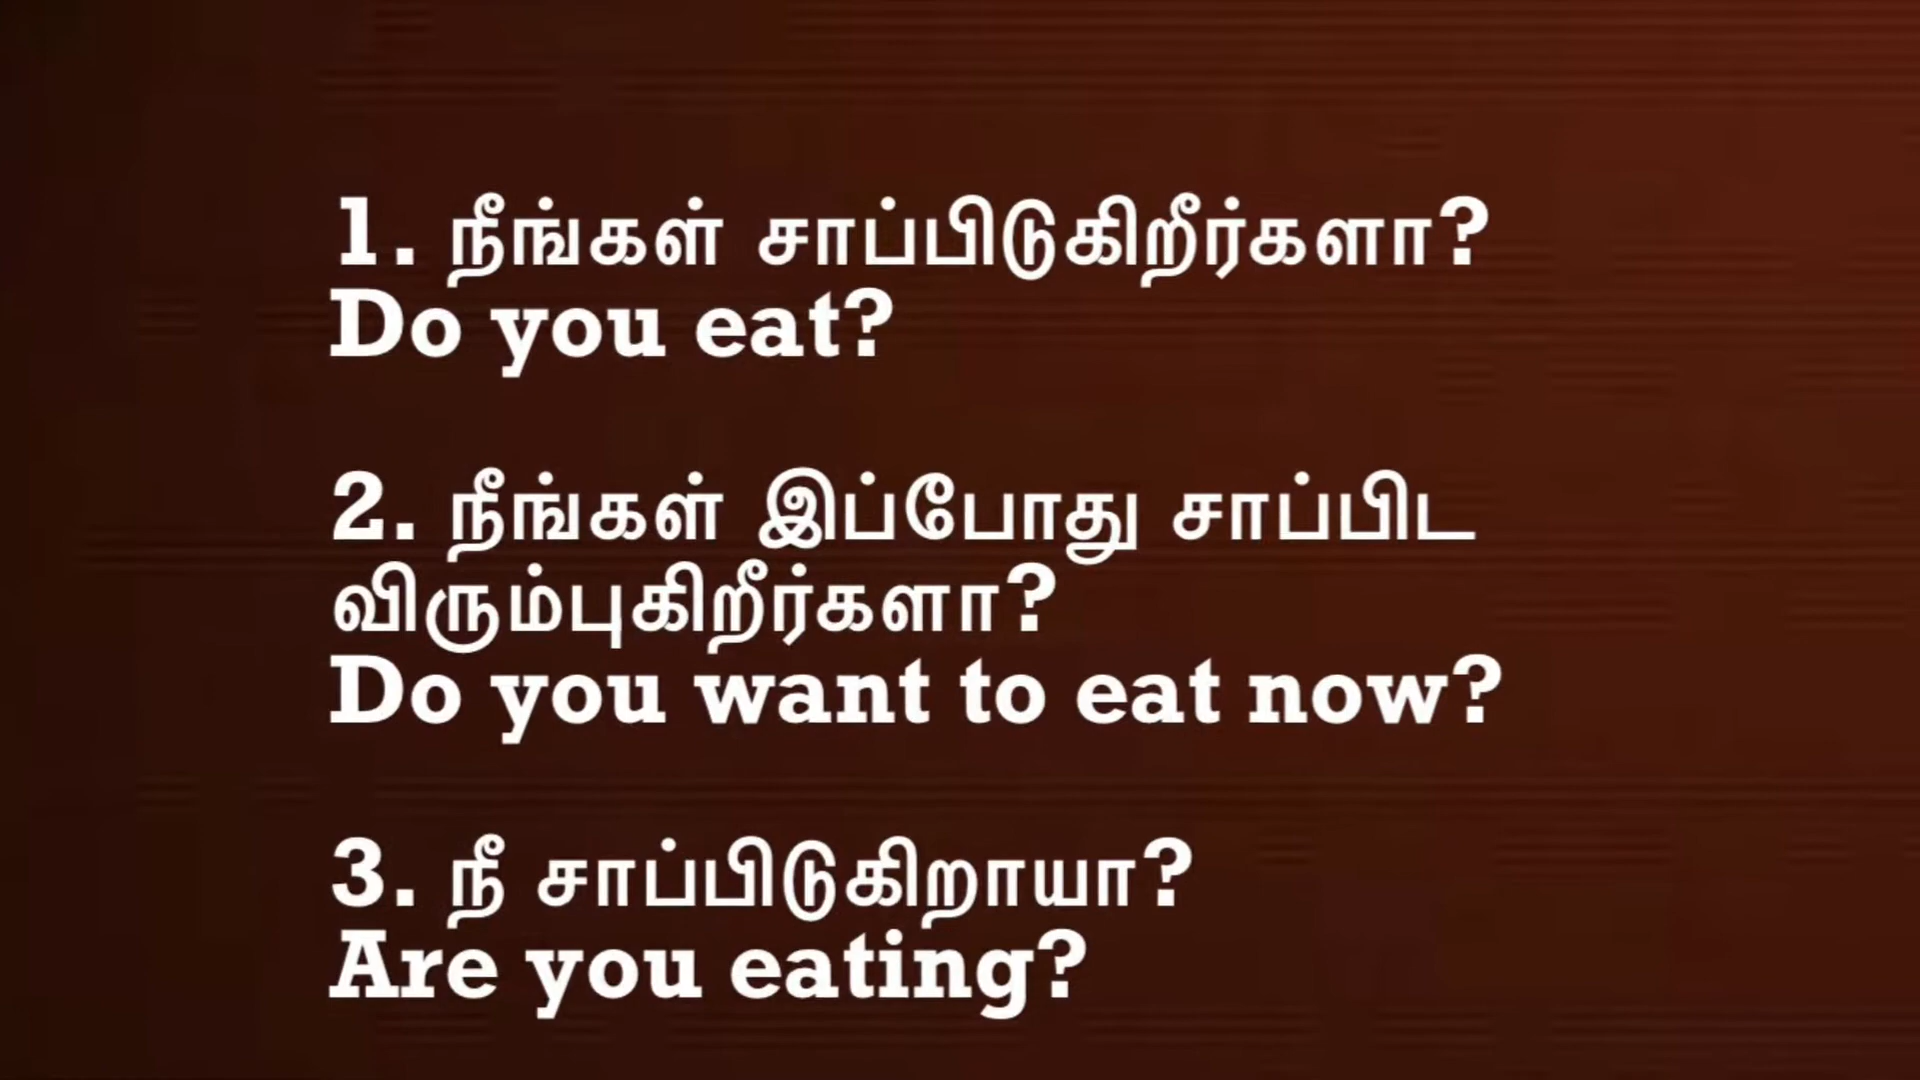 1. நீங்கள் சாப்பிடுகிறீர்களா?
Do you eat?
2. நீங்கள் இப்போது சாப்பிட
விரும்புகிறீர்களா?
Do you want to eat now?
3. நீ சாப்பிடுகிறாயா?
Are you eating?